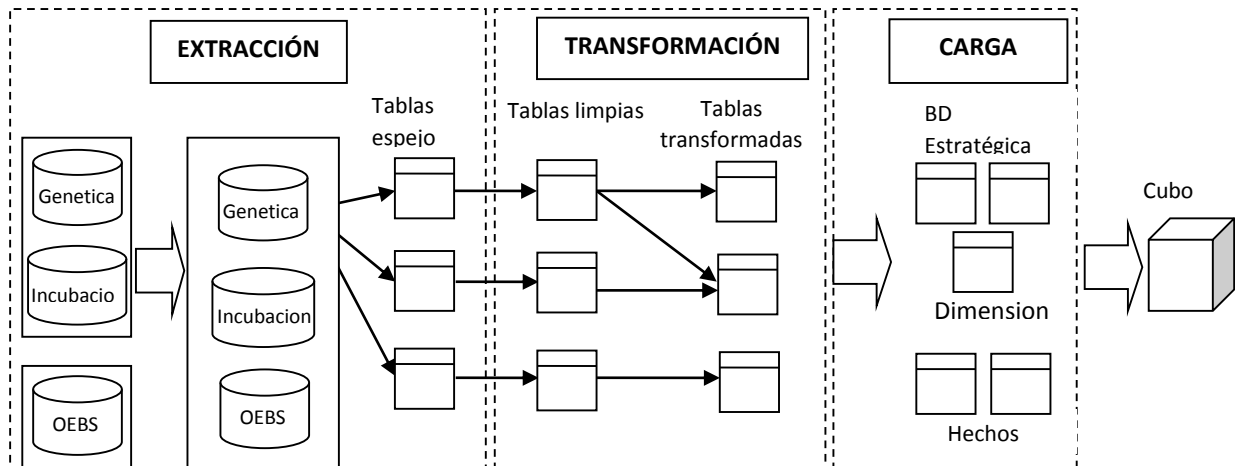 EXTRACCIÓN
TRANSFORMACIÓN
CARGA
Tablas
espejo
Tablas limpias
Tablas
transformadas
BD
Estratégica
Genetica
Incubacio
OEBS
Genetica
Incubacion
OEBS
Dimension
Hechos
Cubo